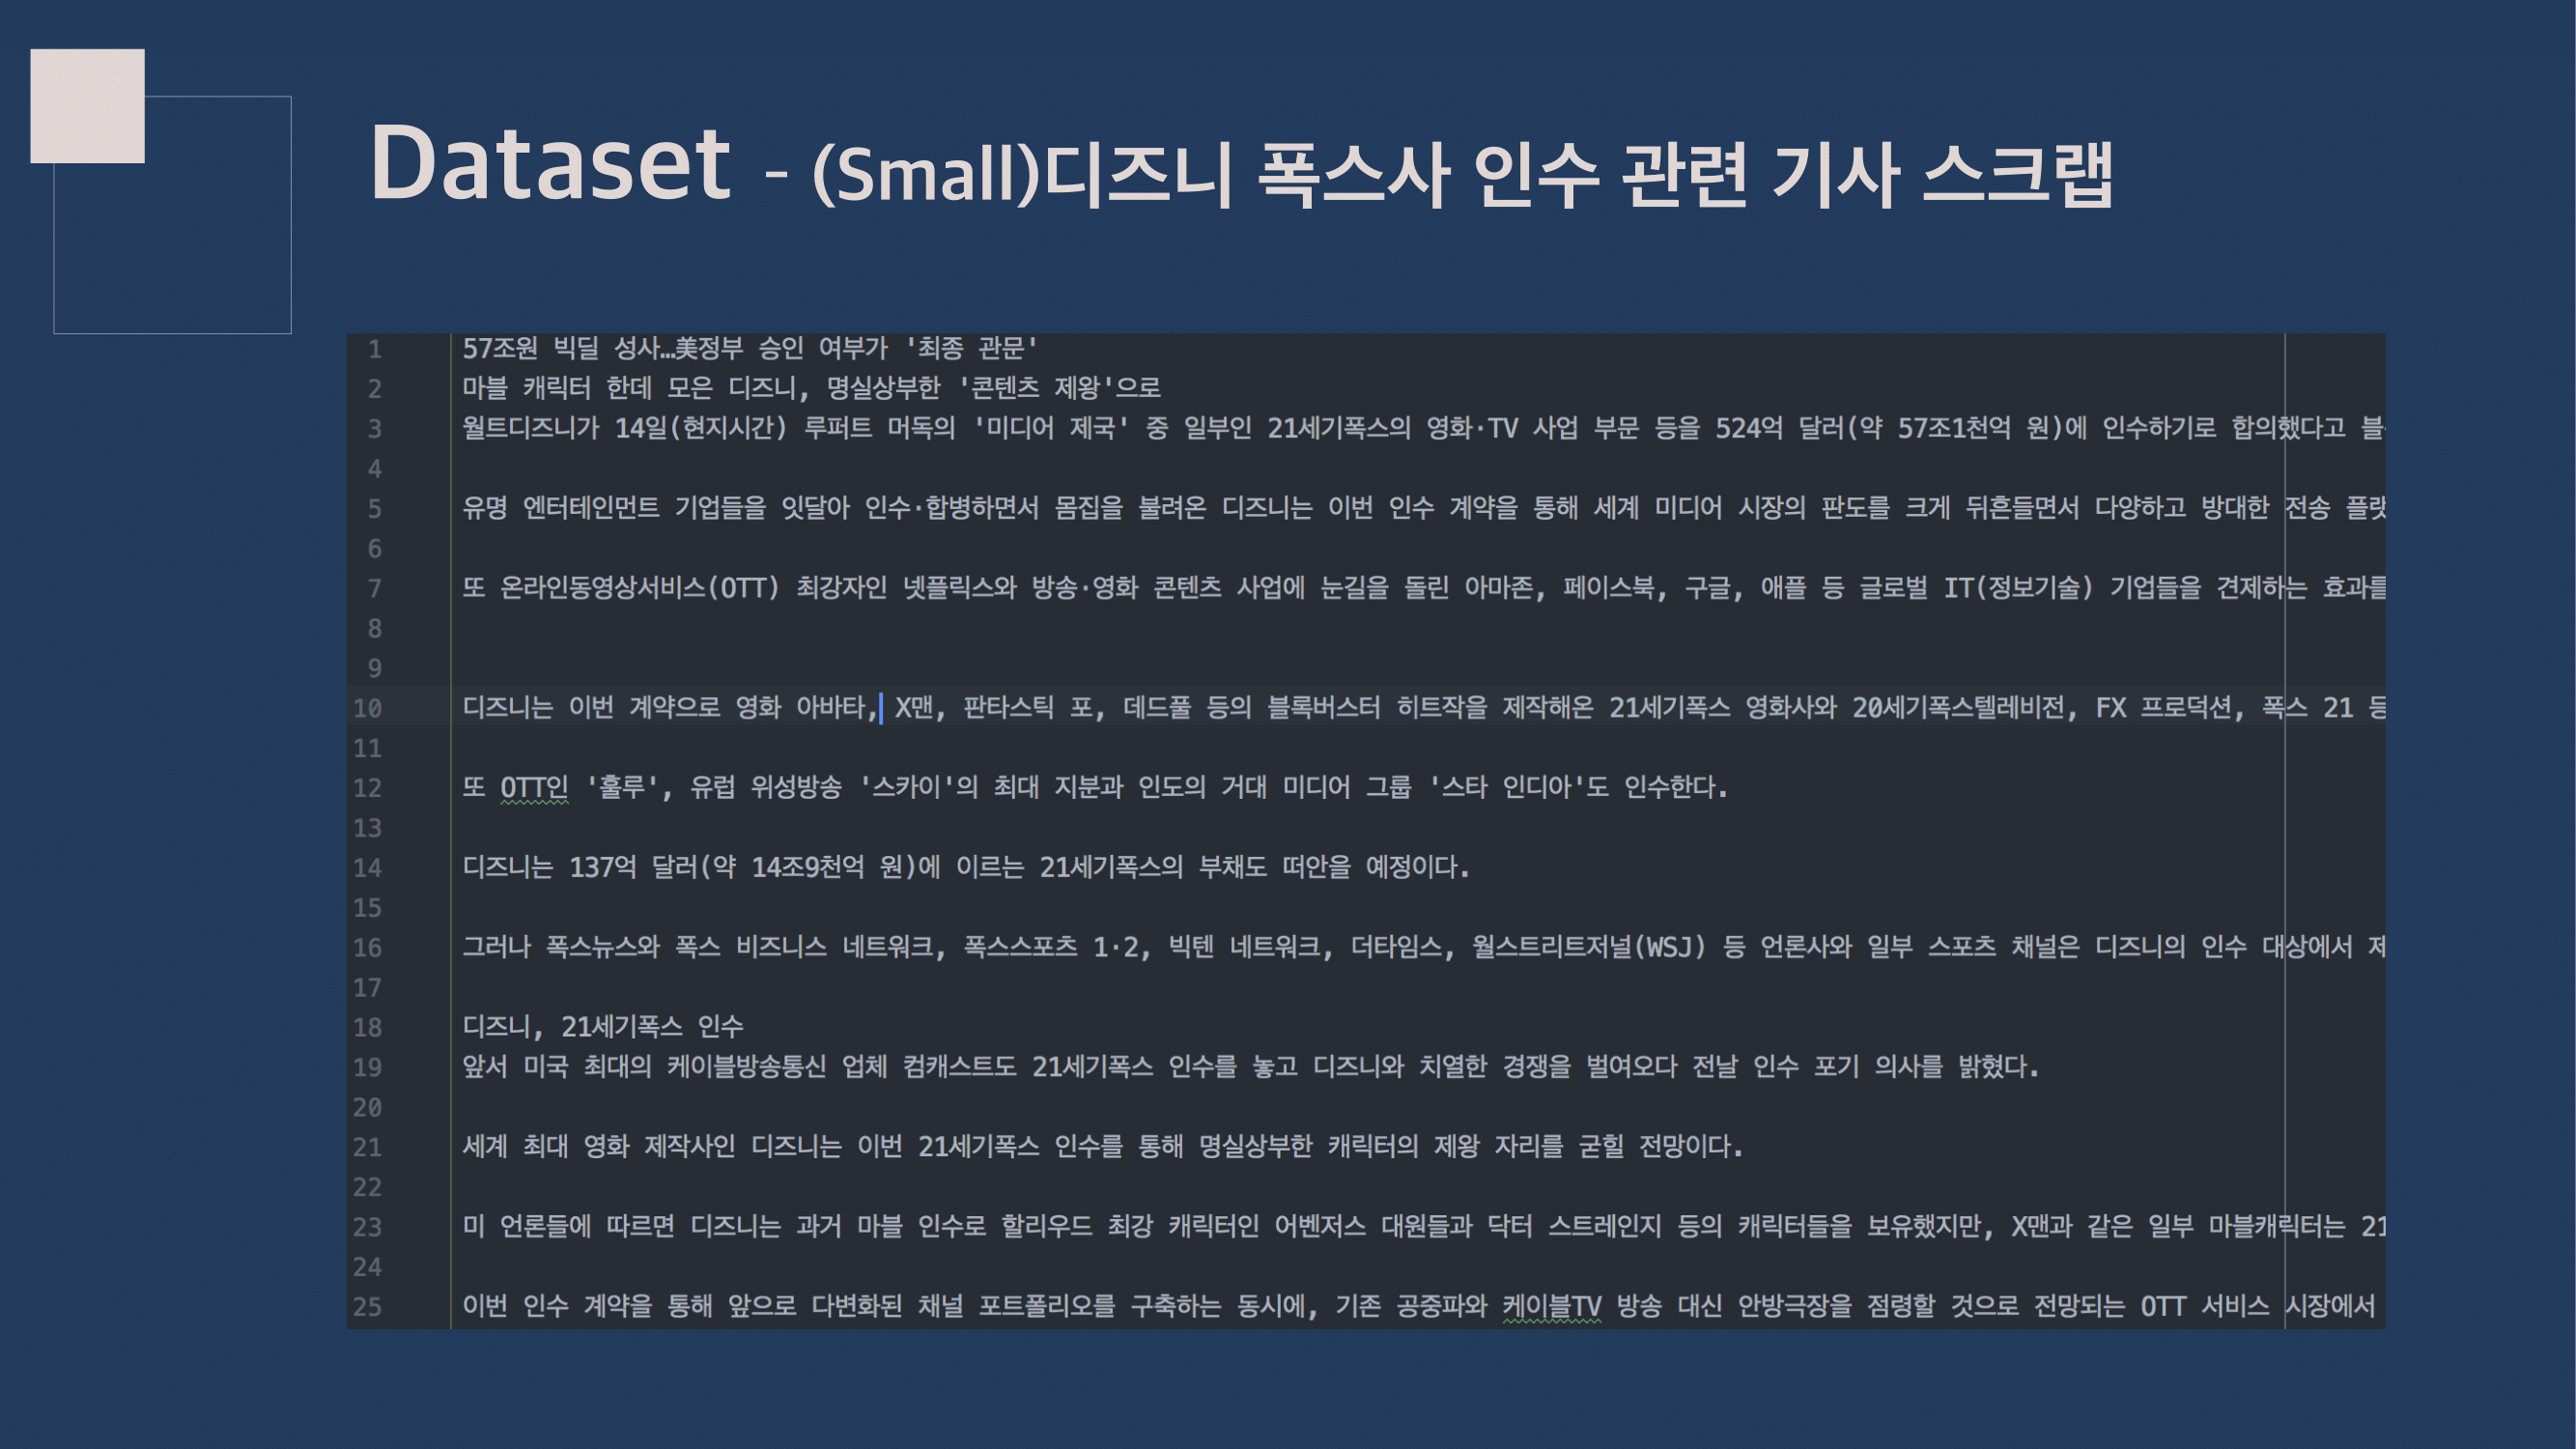 Dataset - (Small)디즈니 폭스사 인수 관련 기사 스크랩
1 57조원 빅딜 성사…美정부 승인 여부가 '최종 관문'
2 마블 캐릭터 한데 모은 디즈니, 명실상부한 '콘텐츠 제왕'으로
3 월트디즈니가 14일(현지시간) 루퍼트 머독의 '미디어 제국' 중 일부인 21세기폭스의 영화·TV 사업 부문 등을 524억 달러(약 57조1천억 원)에 인수하기로 합의했다고 블
4
5 유명 엔터테인먼트 기업들을 잇달아 인수·합병하면서 몸집을 불려온 디즈니는 이번 인수 계약을 통해 세계 미디어 시장의 판도를 크게 뒤흔들면서 다양하고 방대한 전송 플랫
6
7 또 온라인동영상서비스(OTT) 최강자인 넷플릭스와 방송·영화 콘텐츠 사업에 눈길을 돌린 아마존, 페이스북, 구글, 애플 등 글로벌 IT(정보기술) 기업들을 견제하는 효과를
8
9
10 디즈니는 이번 계약으로 영화 아바타, X맨, 판타스틱 포, 데드풀 등의 블록버스터 히트작을 제작해온 21세기폭스 영화사와 20세기폭스텔레비전, FX 프로덕션, 폭스 21 등
11
12 또 OTT인 '훌루', 유럽 위성방송 '스카이'의 최대 지분과 인도의 거대 미디어 그룹 '스타 인디아'도 인수한다.
13
14 디즈니는 137억 달러(약 14조9천억 원)에 이르는 21세기폭스의 부채도 떠안을 예정이다.
15
16 그러나 폭스뉴스와 폭스 비즈니스 네트워크, 폭스스포츠 1·2, 빅텐 네트워크, 더타임스, 월스트리트저널(WSJ) 등 언론사와 일부 스포츠 채널은 디즈니의 인수 대상에서 제
17
18 디즈니, 21세기폭스 인수
19 앞서 미국 최대의 케이블방송통신 업체 컴캐스트도 21세기폭스 인수를 놓고 디즈니와 치열한 경쟁을 벌여오다 전날 인수 포기 의사를 밝혔다.
20
21 세계 최대 영화 제작사인 디즈니는 이번 21세기폭스 인수를 통해 명실상부한 캐릭터의 제왕 자리를 굳힐 전망이다.
22
23 미 언론들에 따르면 디즈니는 과거 마블 인수로 할리우드 최강 캐릭터인 어벤저스 대원들과 닥터 스트레인지 등의 캐릭터들을 보유했지만, X맨과 같은 일부 마블캐릭터는 21
24
25 이번 인수 계약을 통해 앞으로 다변화된 채널 포트폴리오를 구축하는 동시에, 기존 공중파와 케이블TV 방송 대신 안방극장을 점령할 것으로 전망되는 OTT 서비스 시장에서